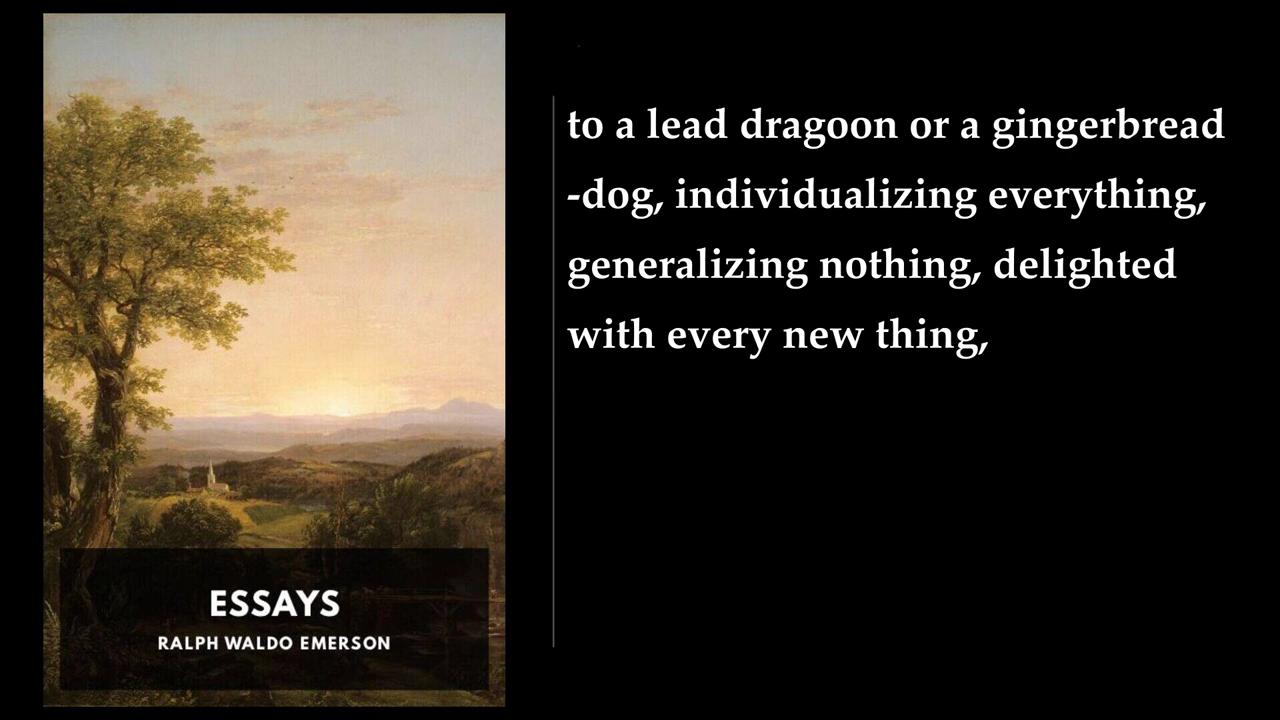 ESSAYS
RALPH WALDO EMERSON
to a lead dragoon or a gingerbread
-dog, individualizing everything,
generalizing nothing, delighted
with every new thing,